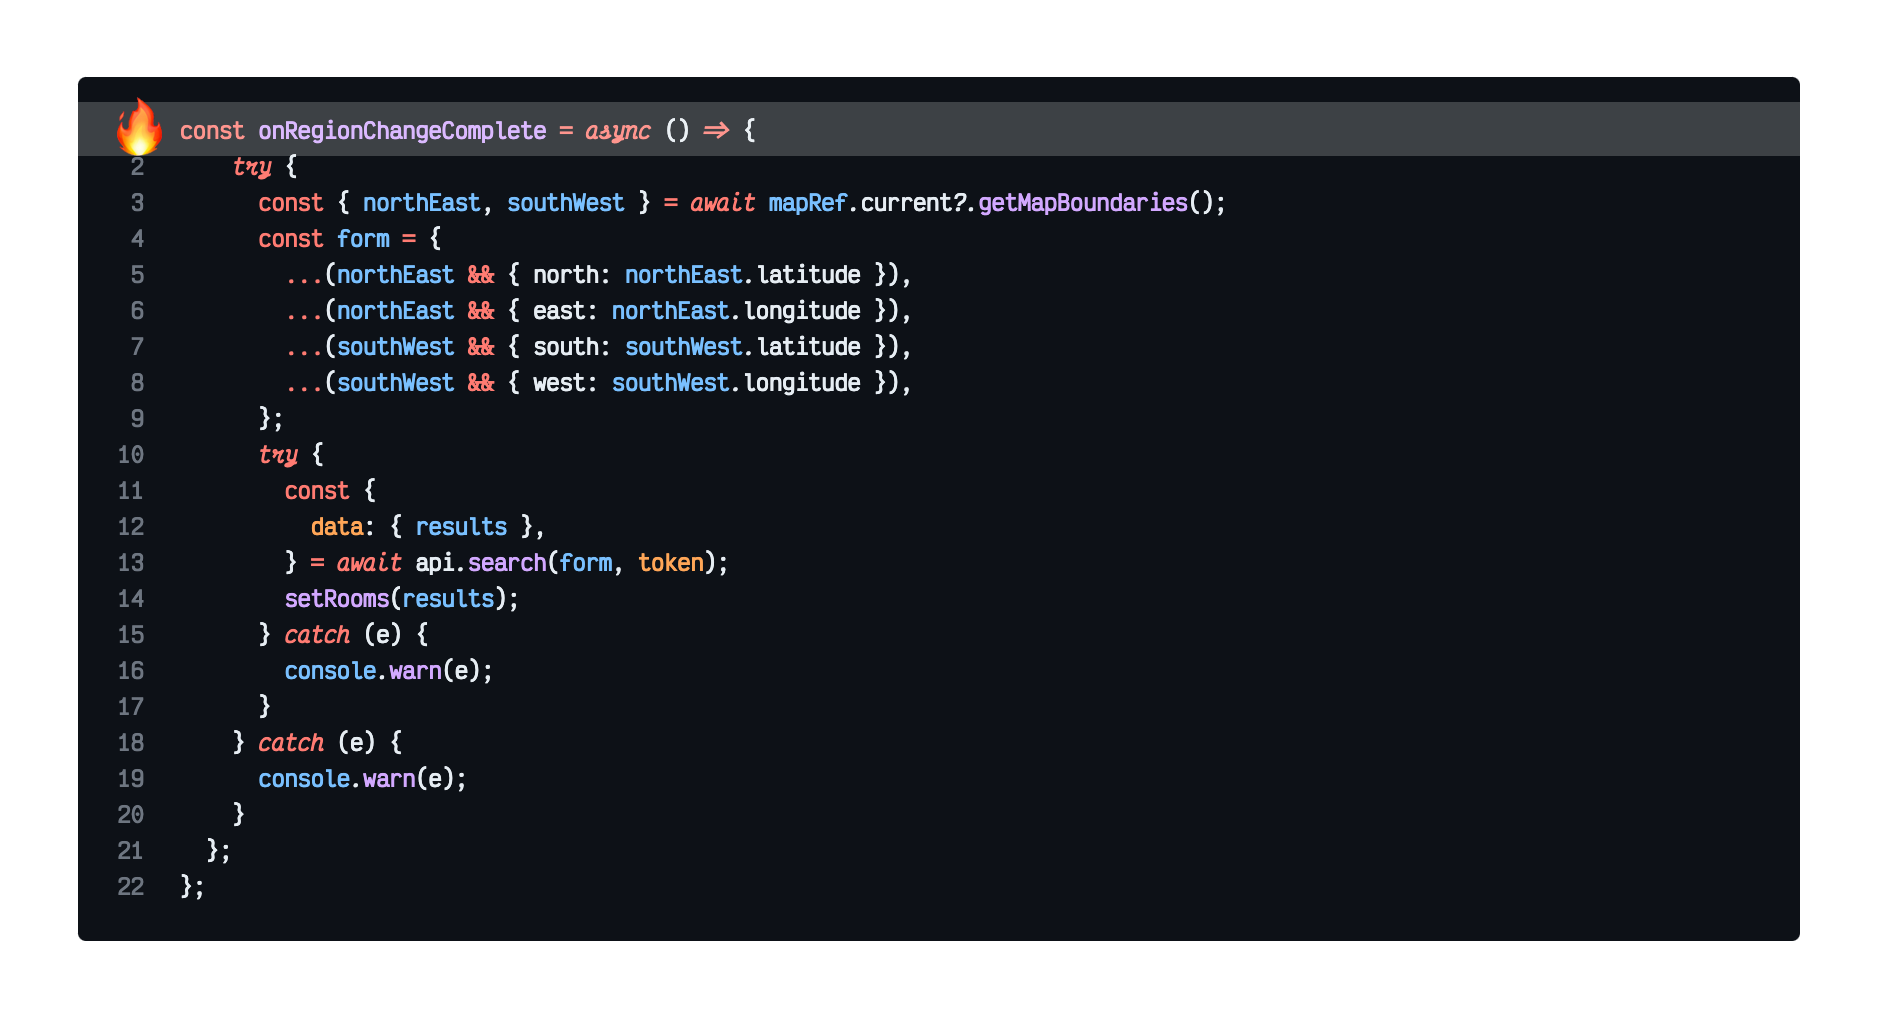 const onRegionChangeComplete = async () => {
2 try {
3 const { northEast, southWest } = await mapRef.current?.getMapBoundaries();
4 const form = {
5 ...(northEast && { north: northEast.latitude }),
6 ...(northEast && { east: northEast.longitude }),
7 ...(southWest && { south: southWest.latitude }),
8 ...(southWest && { west: southWest.longitude }),
9 };
10 try {
11 const {
12 data: { results },
13 } = await api.search(form, token);
14 setRooms(results);
15 } catch (e) {
16 console.warn(e);
17 }
18 } catch (e) {
19 console.warn(e);
20 }
21 };
22 };